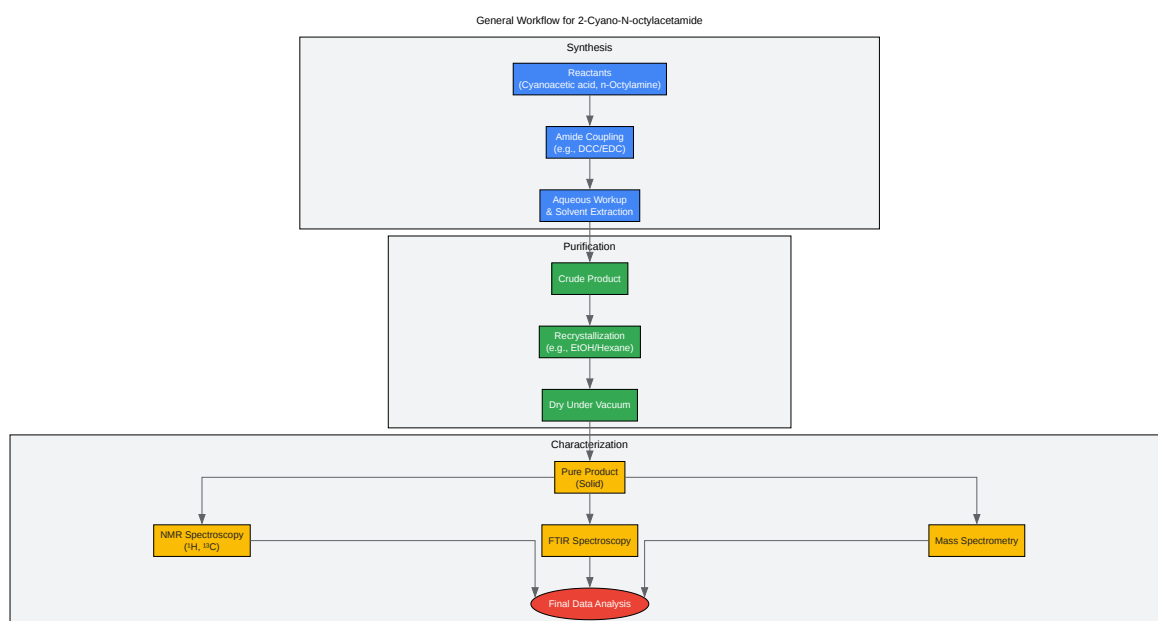 General Workflow for 2-Cyano-N-octylacetamide
Synthesis
Reactants
(Cyanoacetic acid, n-Octylamine)
Amide Coupling
(e.g., DCC/EDC)
Aqueous Workup
& Solvent Extraction
Purification
Crude Product
Recrystallization
(e.g., EtOH/Hexane)
Dry Under Vacuum
Characterization
Pure Product
(Solid)
NMR Spectroscopy
(¹H, ¹³C)
FTIR Spectroscopy
Mass Spectrometry
Final Data Analysis